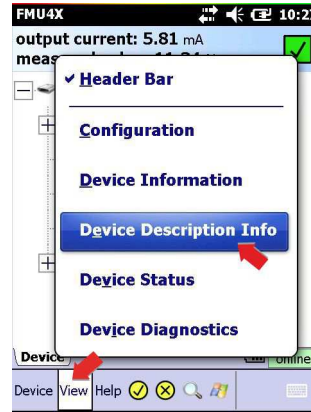 FMU4X 10:2
output current: 5.81 mA
meas
Header Bar
Configuration
Device Information
Device Description Info
Device Status
Device Diagnostics
Device
online
Device View Help